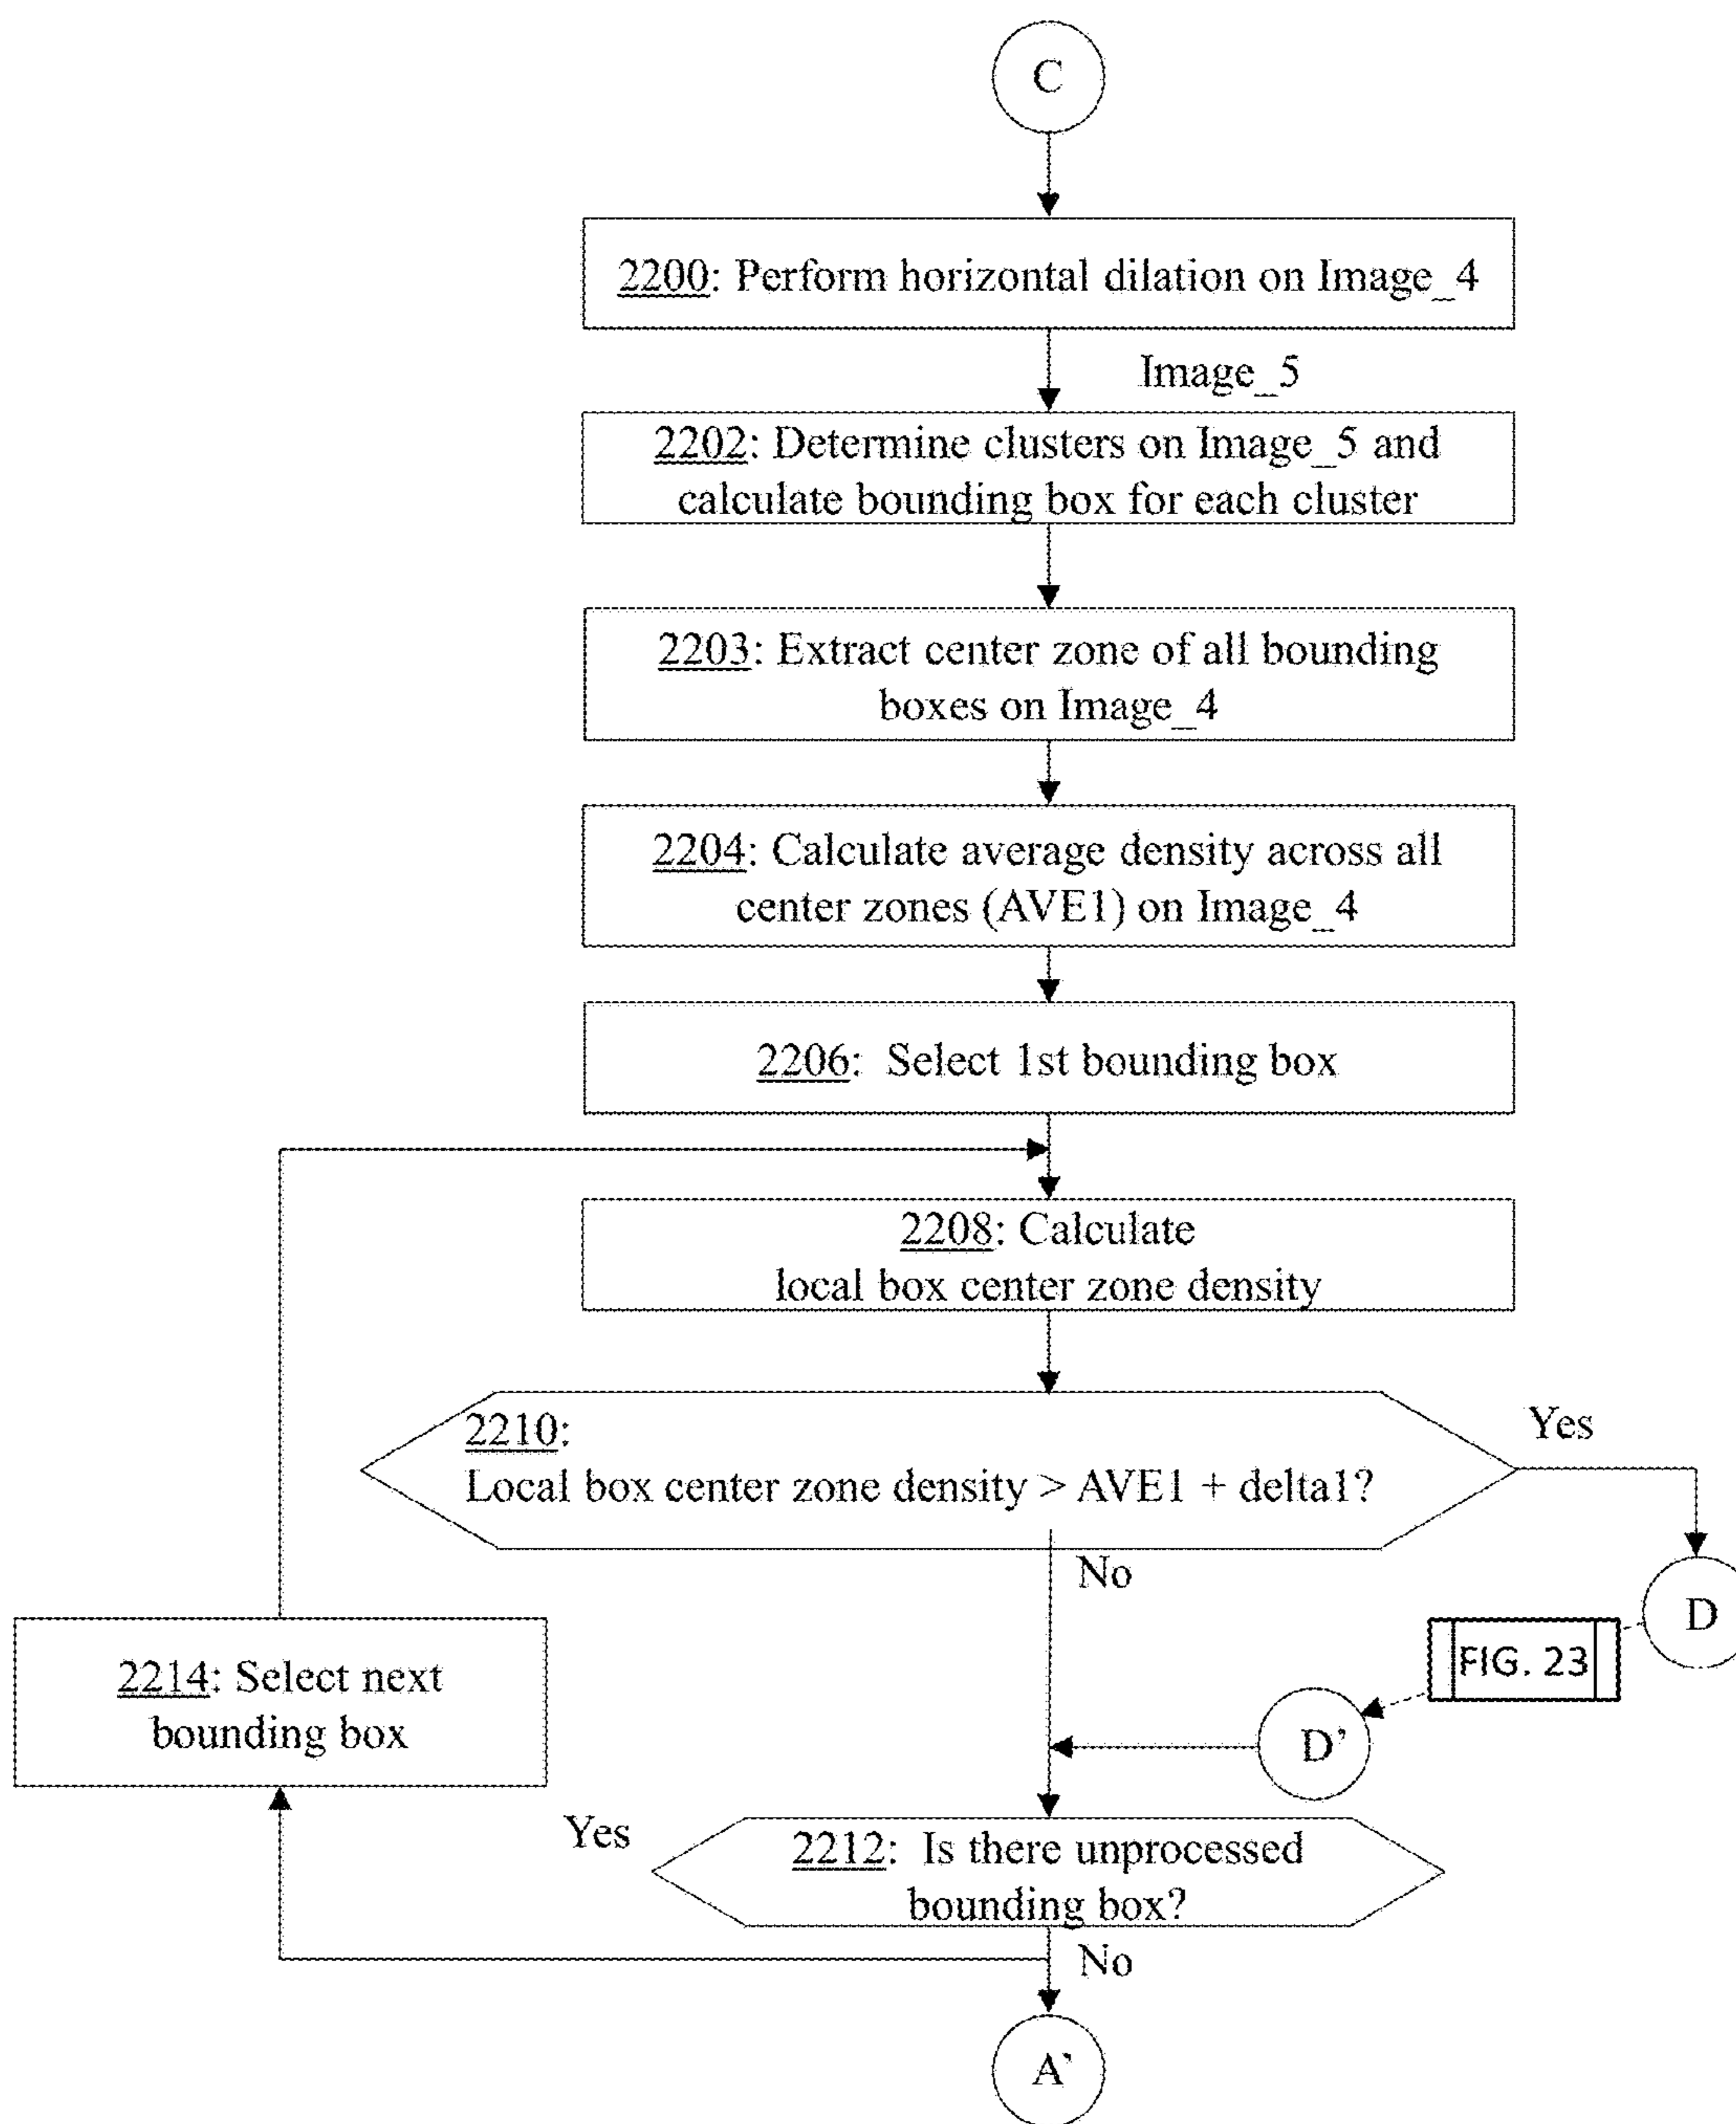 C
2200: Perform horizontal dilation on Image_4
Image_5
2202: Determine clusters on Image_5 and
calculate bounding box for each cluster
2203: Extract center zone of all bounding
boxes on Image_4
2204: Calculate average density across all
center zones (AVE1) on Image_4
2206: Select 1st bounding box
2208: Calculate
local box center zone density
2210:
Local box center zone density > AVE1 + delta1?
Yes
No
D
FIG. 23
D’
2214: Select next
bounding box
Yes
2212: Is there unprocessed
bounding box?
No
A’